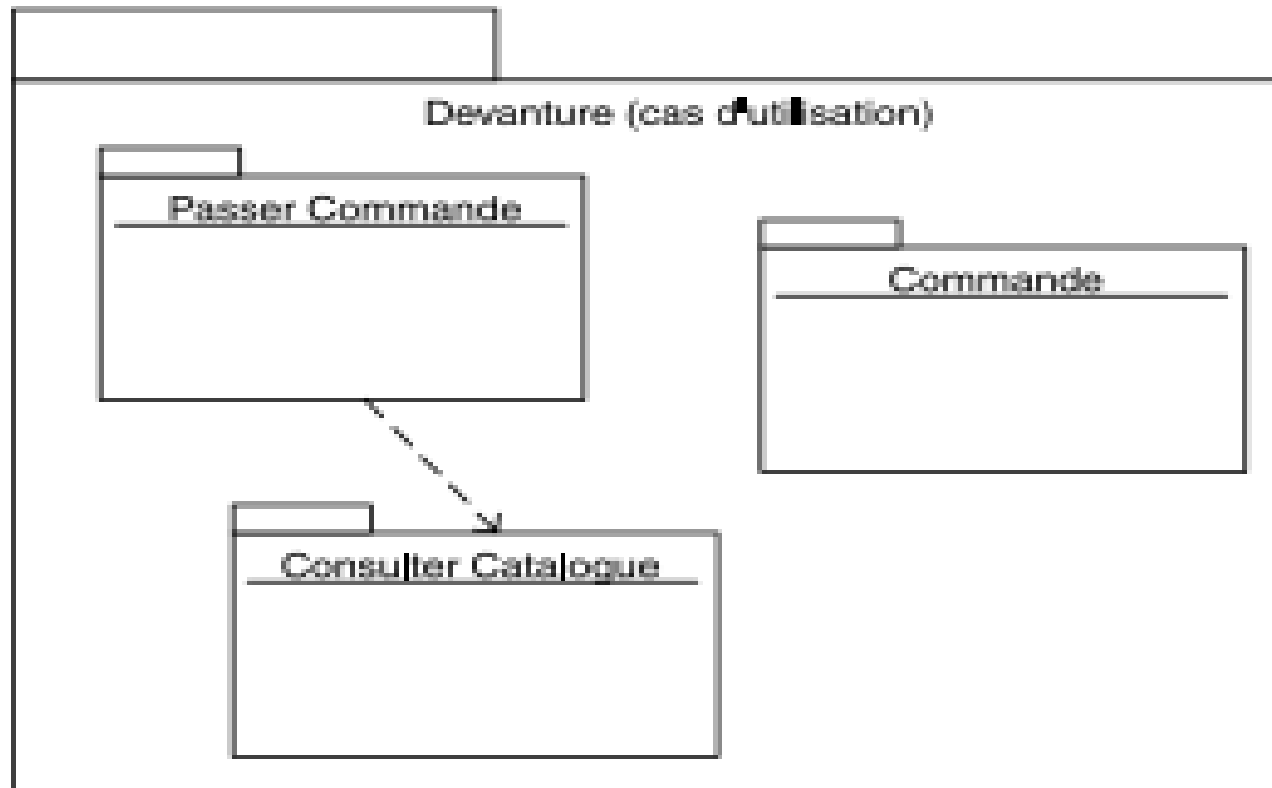 Devanture (cas d'utilisation)
Passer Commande
Commande
Consulter Catalogue